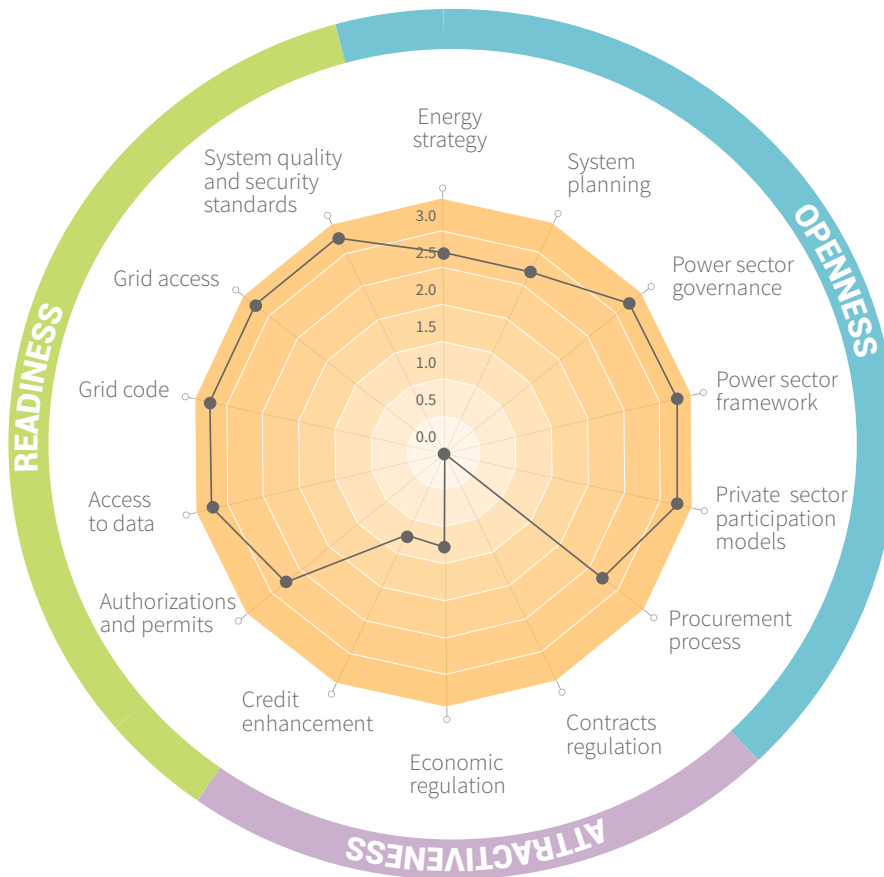 Energy
strategy
System
planning
Power sector
governance
Power sector
framework
Private sector
participation
models
Procurement
process
Contracts
regulation
Economic
regulation
Credit
enhancement
Authorizations
and permits
Access
to data
Grid code
Grid access
System quality
and security
standards
3.0
2.5
2.0
1.5
1.0
0.5
0.0
OPENNESS
ATTRACTIVENESS
READINESS